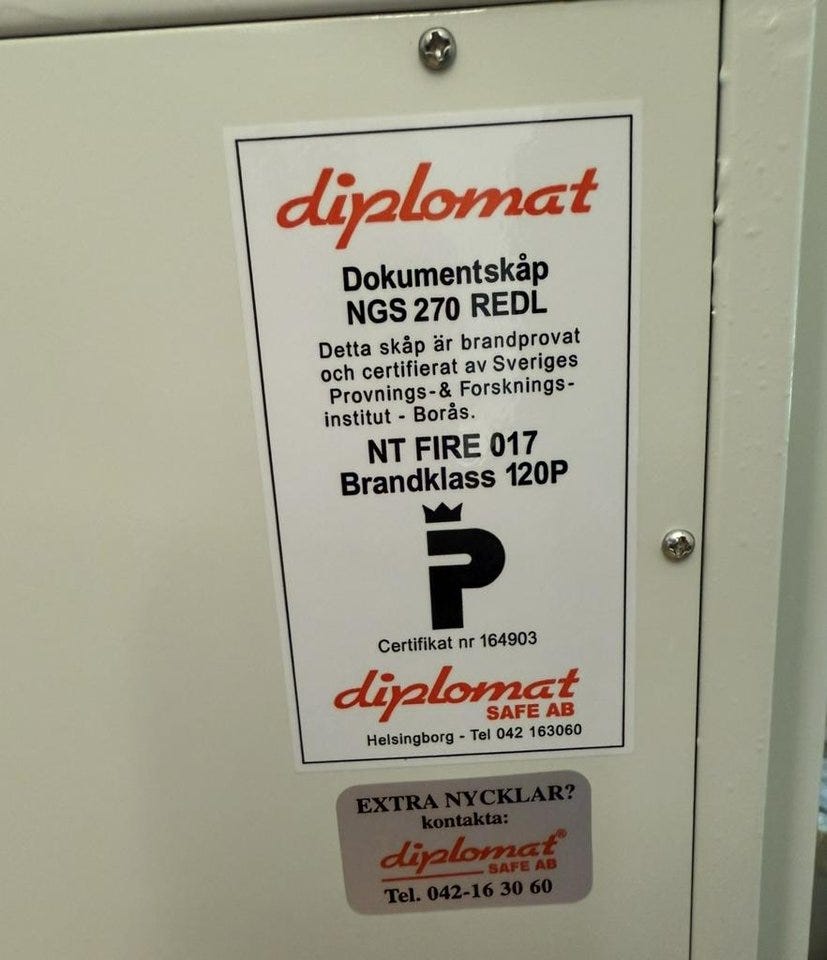 diplomat
Dokumentskåp
NGS 270 REDL
Detta skåp är brandprovat
och certifierat av Sveriges
Provnings-& Forsknings-
institut - Borås.
NT FIRE 017
Brandklass 120P
P
Certifikat nr 164903
diplomat
SAFE AB
Helsingborg - Tel 042 163060
EXTRA NYCKLAR?
kontakta:
diplomat®
SAFE AB
Tel. 042-16 30 60